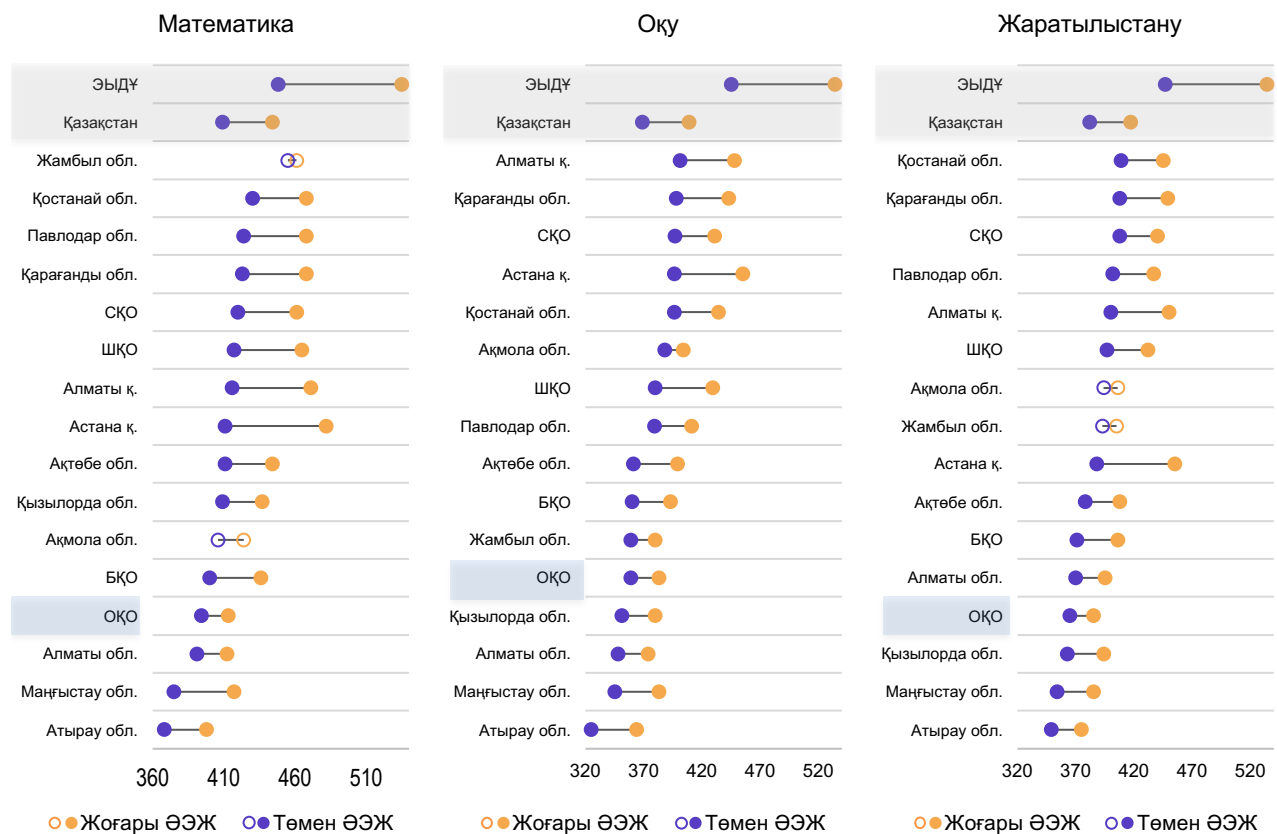 Математика
ЭЫДҰ
Қазақстан
Жамбыл обл.
Қостанай обл.
Павлодар обл.
Қарағанды обл.
СҚО
ШҚО
Алматы қ.
Астана қ.
Ақтөбе обл.
Қызылорда обл.
Ақмола обл.
БҚО
ОҚО
Алматы обл.
Маңғыстау обл.
Атырау обл.
360 410 460 510
Жоғары ӘЭЖ Төмен ӘЭЖ
Оқу
ЭЫДҰ
Қазақстан
Алматы қ.
Қарағанды обл.
СҚО
Астана қ.
Қостанай обл.
Ақмола обл.
ШҚО
Павлодар обл.
Ақтөбе обл.
БҚО
Жамбыл обл.
ОҚО
Қызылорда обл.
Алматы обл.
Маңғыстау обл.
Атырау обл.
320 370 420 470 520
Жоғары ӘЭЖ Төмен ӘЭЖ
Жаратылыстану
ЭЫДҰ
Қазақстан
Қостанай обл.
Қарағанды обл.
СҚО
Павлодар обл.
Алматы қ.
ШҚО
Ақмола обл.
Жамбыл обл.
Астана қ.
Ақтөбе обл.
БҚО
Алматы обл.
ОҚО
Қызылорда обл.
Маңғыстау обл.
Атырау обл.
320 370 420 470 520
Жоғары ӘЭЖ Төмен ӘЭЖ